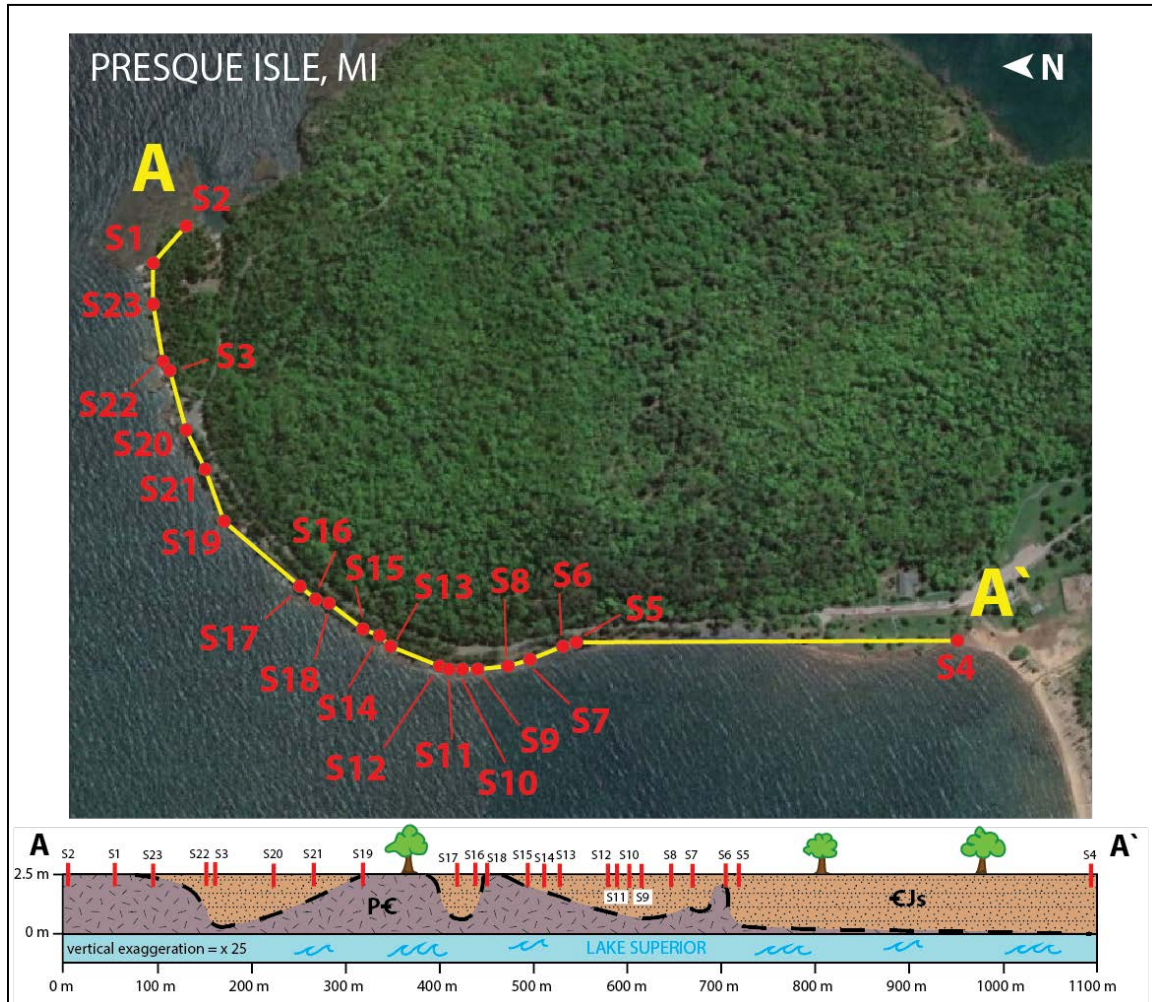 PRESQUE ISLE, MI
N
A
S2
S1
S23
S3
S22
S20
S21
S19
S16
S15
S13
S8
S6
S5
A`
S17
S18
S14
S7
S4
S12
S11
S9
S10
A
A`
S2 S1 S23 S22 S3 S20 S21 S19 S17 S16 S18 S15 S14 S13 S12 S10 S8 S7 S6 S5 S4
S11 S9
2.5 m
P-Є
ЄJs
0 m
vertical exaggeration = x 25
LAKE SUPERIOR
0 m 100 m 200 m 300 m 400 m 500 m 600 m 700 m 800 m 900 m 1000 m 1100 m